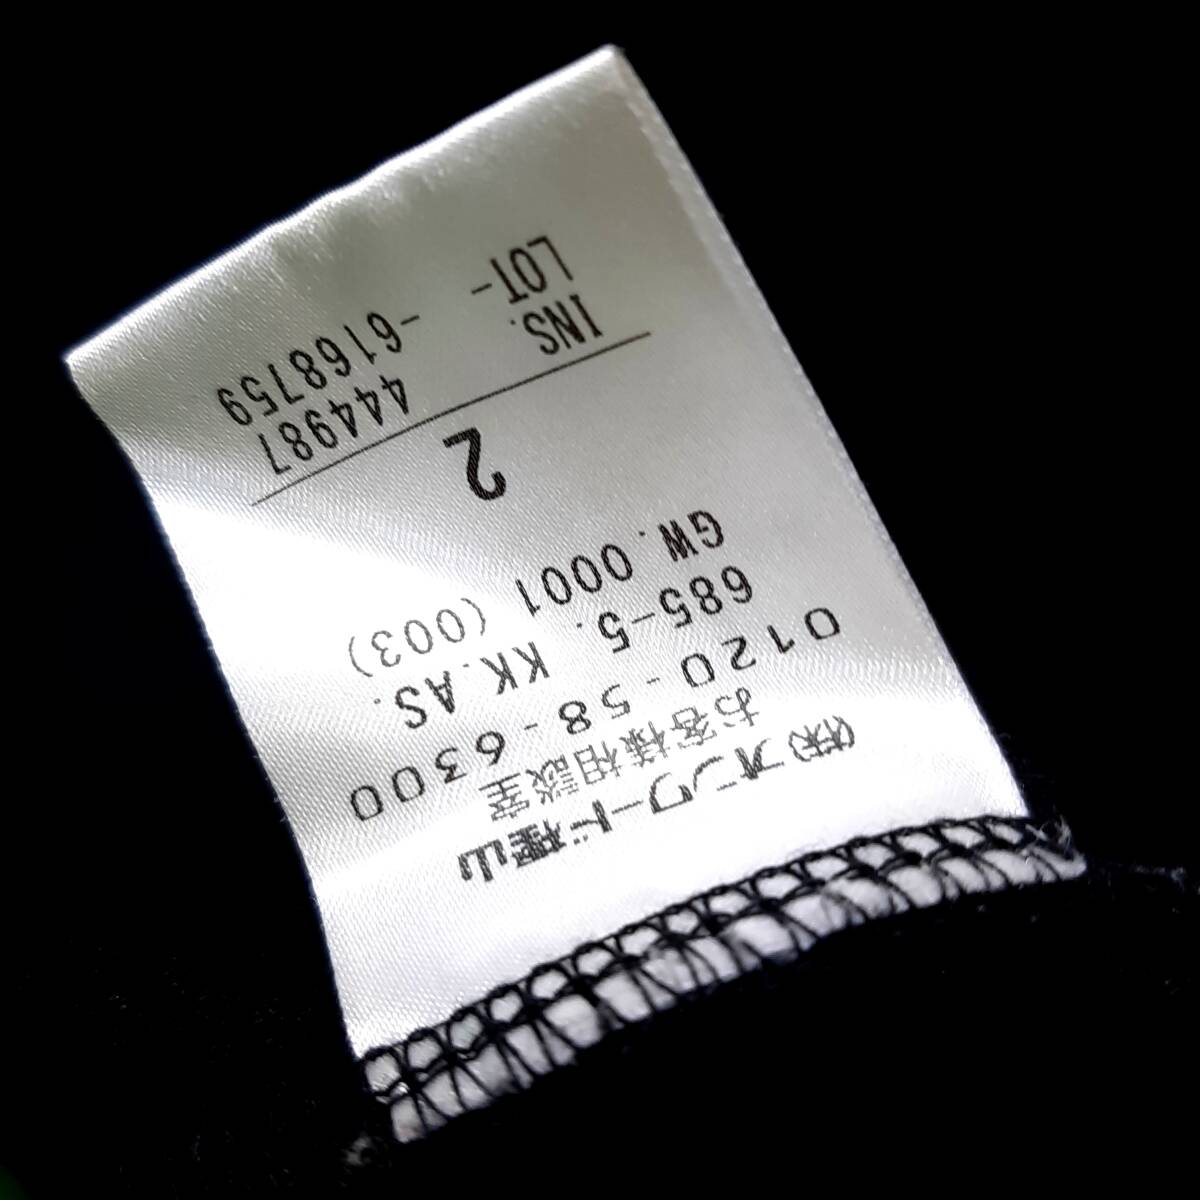 (株)オンワード樫山
お客様相談室
0120-58-6300
685-5. KK.AS.
GW.0001 (003)
2
INS. 444987
LOT- -6168759